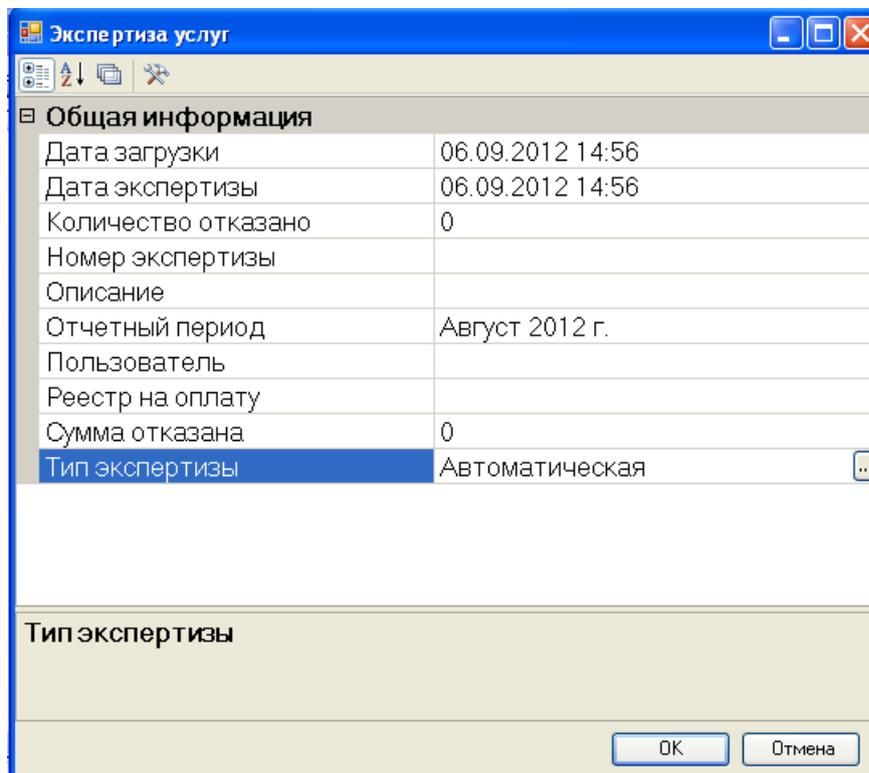 Экспертиза услуг
Общая информация
Дата загрузки 06.09.2012 14:56
Дата экспертизы 06.09.2012 14:56
Количество отказано 0
Номер экспертизы
Описание
Отчетный период Август 2012 г.
Пользователь
Реестр на оплату
Сумма отказана 0
Тип экспертизы Автоматическая
Тип экспертизы
OK Отмена